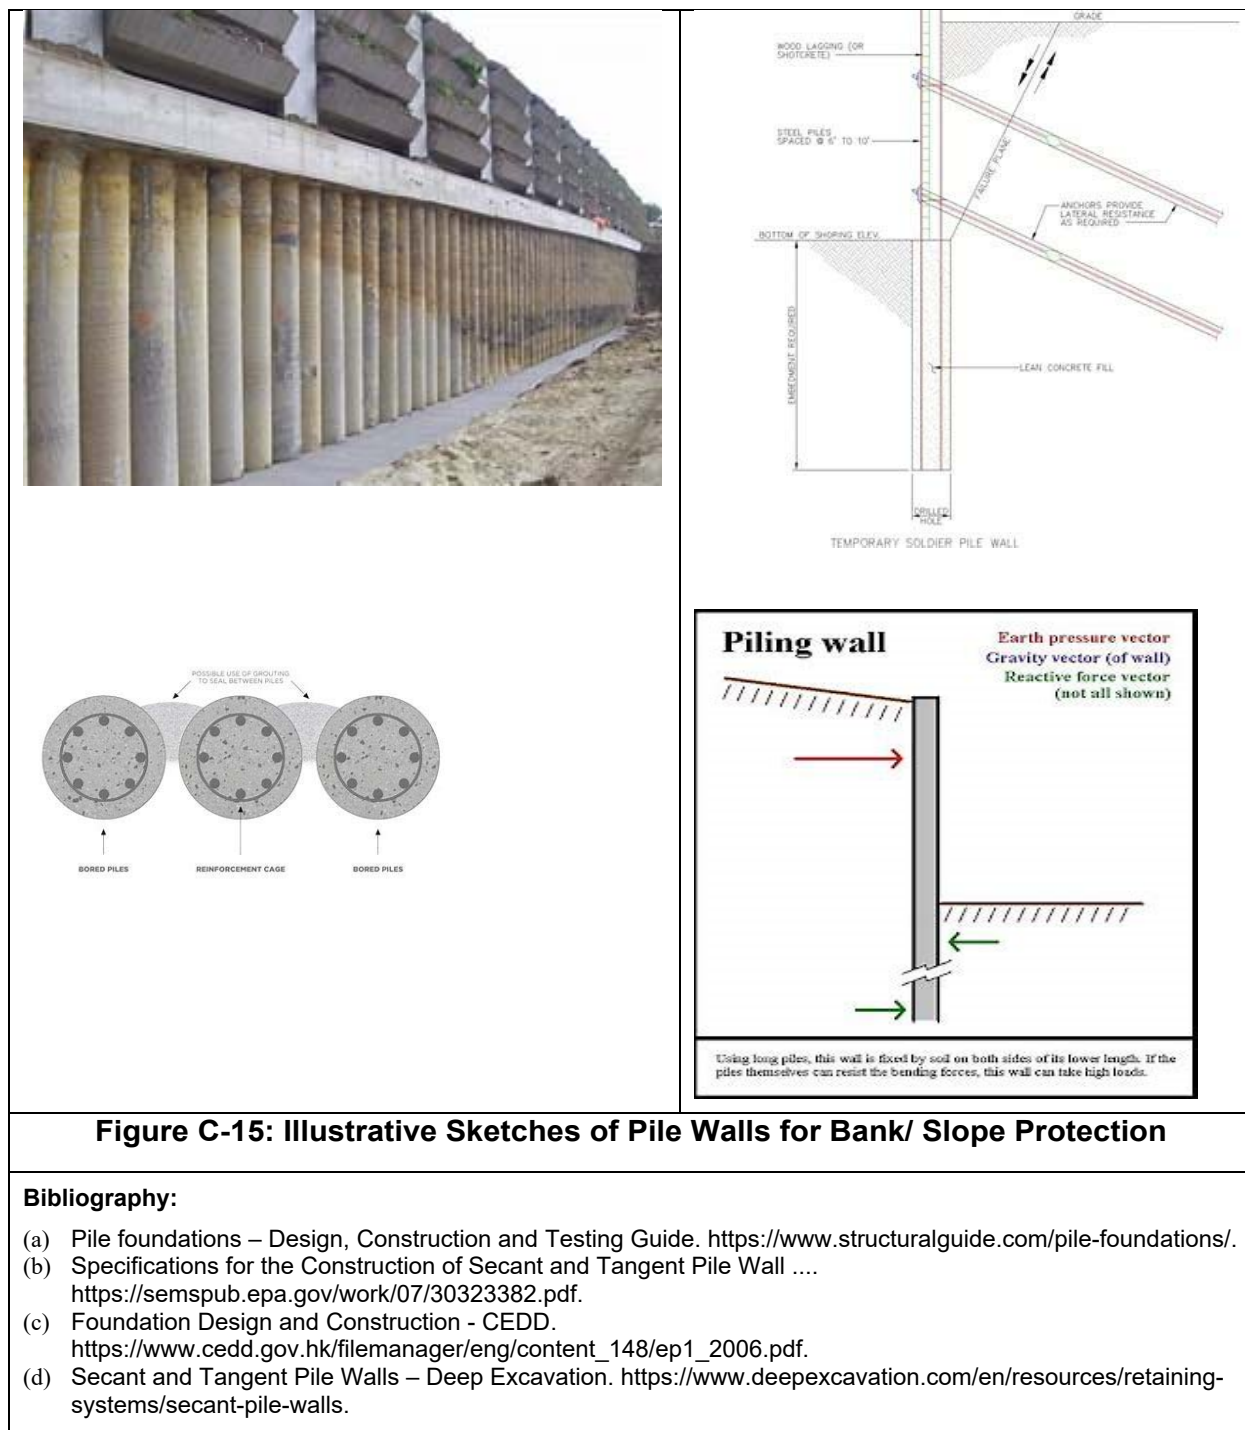 GRADE
WOOD LAGGING (OR
SHOTCRETE)
STEEL PILES
SPACED @ 6" TO 10"
FAILURE PLANE
ANCHORS PROVIDE
LATERAL RESISTANCE
AS REQUIRED
BOTTOM OF SHORING ELEV.
EMBEDMENT REQUIRED
LEAN CONCRETE FILL
DRILLED
HOLE
TEMPORARY SOLDIER PILE WALL
POSSIBLE USE OF GROUTING
TO SEAL BETWEEN PILES
BORED PILES
REINFORCEMENT CAGE
BORED PILES
Piling wall
Earth pressure vector
Gravity vector (of wall)
Reactive force vector
(not all shown)
Using long piles, this wall is fixed by soil on both sides of its lower length. If the
piles themselves can resist the bending forces, this wall can take high loads.
Figure C-15: Illustrative Sketches of Pile Walls for Bank/ Slope Protection
Bibliography:
(a) Pile foundations – Design, Construction and Testing Guide. https://www.structuralguide.com/pile-foundations/.
(b) Specifications for the Construction of Secant and Tangent Pile Wall ....
https://semspub.epa.gov/work/07/30323382.pdf.
(c) Foundation Design and Construction - CEDD.
https://www.cedd.gov.hk/filemanager/eng/content_148/ep1_2006.pdf.
(d) Secant and Tangent Pile Walls – Deep Excavation. https://www.deepexcavation.com/en/resources/retaining-
systems/secant-pile-walls.